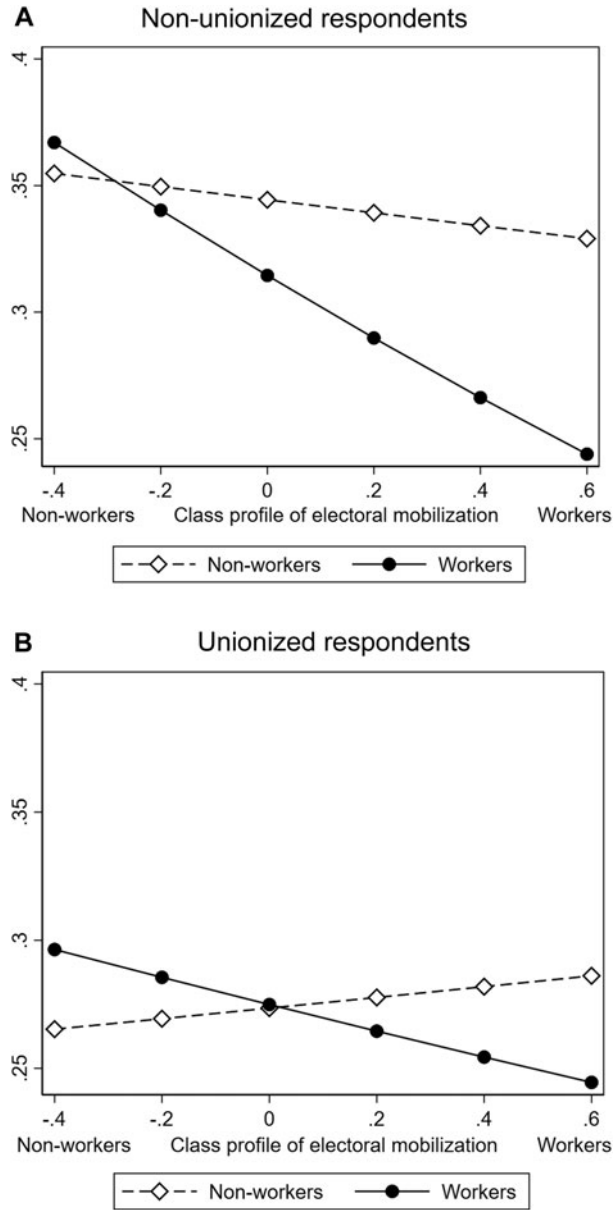 A Non-unionized respondents
.4
.35
.3
.25
-.4 -.2 0 .2 .4 .6
Non-workers Class profile of electoral mobilization Workers
Non-workers Workers
B Unionized respondents
.4
.35
.3
.25
-.4 -.2 0 .2 .4 .6
Non-workers Class profile of electoral mobilization Workers
Non-workers Workers